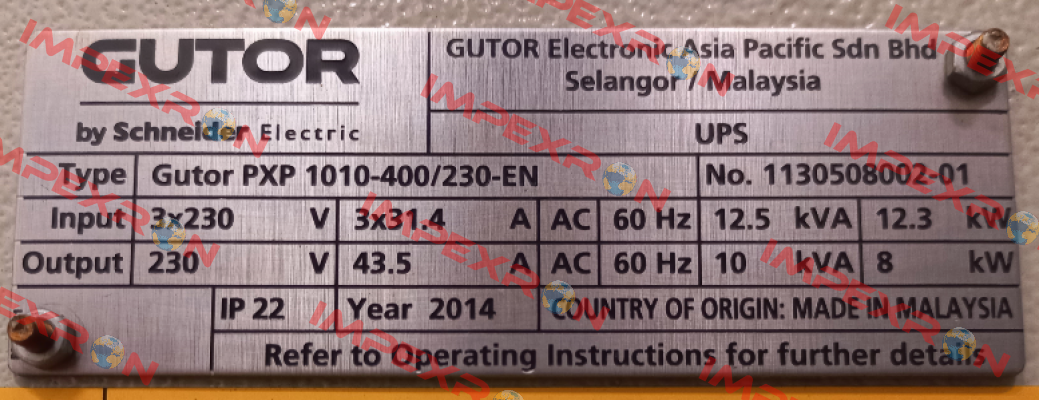 GUTOR
by Schneider Electric
GUTOR Electronic Asia Pacific Sdn Bhd
Selangor / Malaysia
UPS
Type Gutor PXP 1010-400/230-EN No. 1130508002-01
Input 3x230 V 3x31.4 A AC 60 Hz 12.5 kVA 12.3 kW
Output 230 V 43.5 A AC 60 Hz 10 kVA 8 kW
IP 22 Year 2014 COUNTRY OF ORIGIN: MADE IN MALAYSIA
Refer to Operating Instructions for further details
IMPEXRON